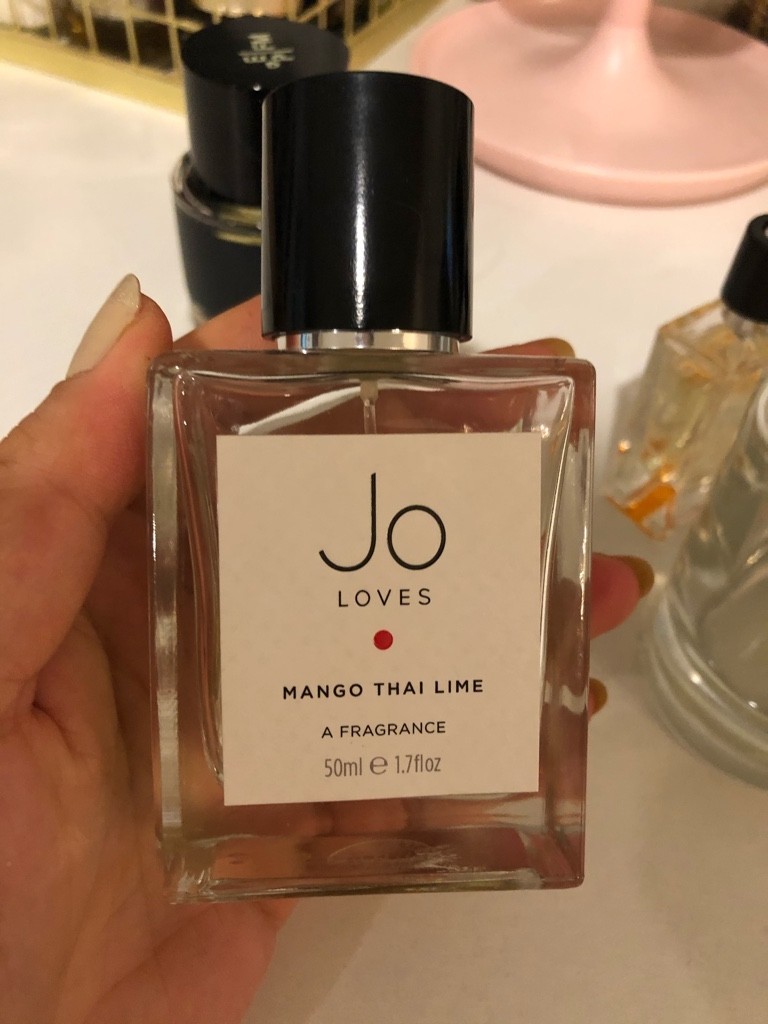 Jo
LOVES
MANGO THAI LIME
A FRAGRANCE
50ml e 1.7floz